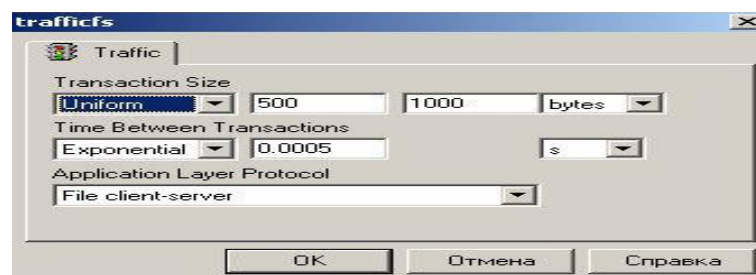 trafficfs
Traffic
Transaction Size
Uniform 500 1000 bytes
Time Between Transactions
Exponential 0.0005 s
Application Layer Protocol
File client-server
OK Отмена Справка